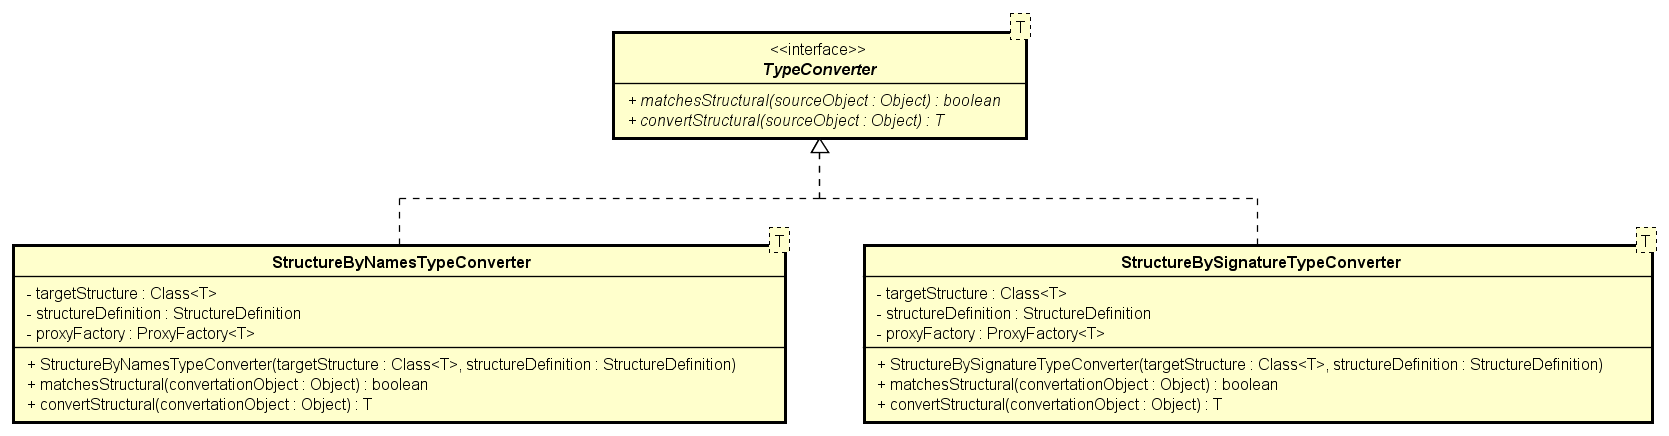 T
<<interface>>
TypeConverter
+ matchesStructural(sourceObject : Object) : boolean
+ convertStructural(sourceObject : Object) : T
T
StructureByNamesTypeConverter
- targetStructure : Class<T>
- structureDefinition : StructureDefinition
- proxyFactory : ProxyFactory<T>
+ StructureByNamesTypeConverter(targetStructure : Class<T>, structureDefinition : StructureDefinition)
+ matchesStructural(convertationObject : Object) : boolean
+ convertStructural(convertationObject : Object) : T
T
StructureBySignatureTypeConverter
- targetStructure : Class<T>
- structureDefinition : StructureDefinition
- proxyFactory : ProxyFactory<T>
+ StructureBySignatureTypeConverter(targetStructure : Class<T>, structureDefinition : StructureDefinition)
+ matchesStructural(convertationObject : Object) : boolean
+ convertStructural(convertationObject : Object) : T